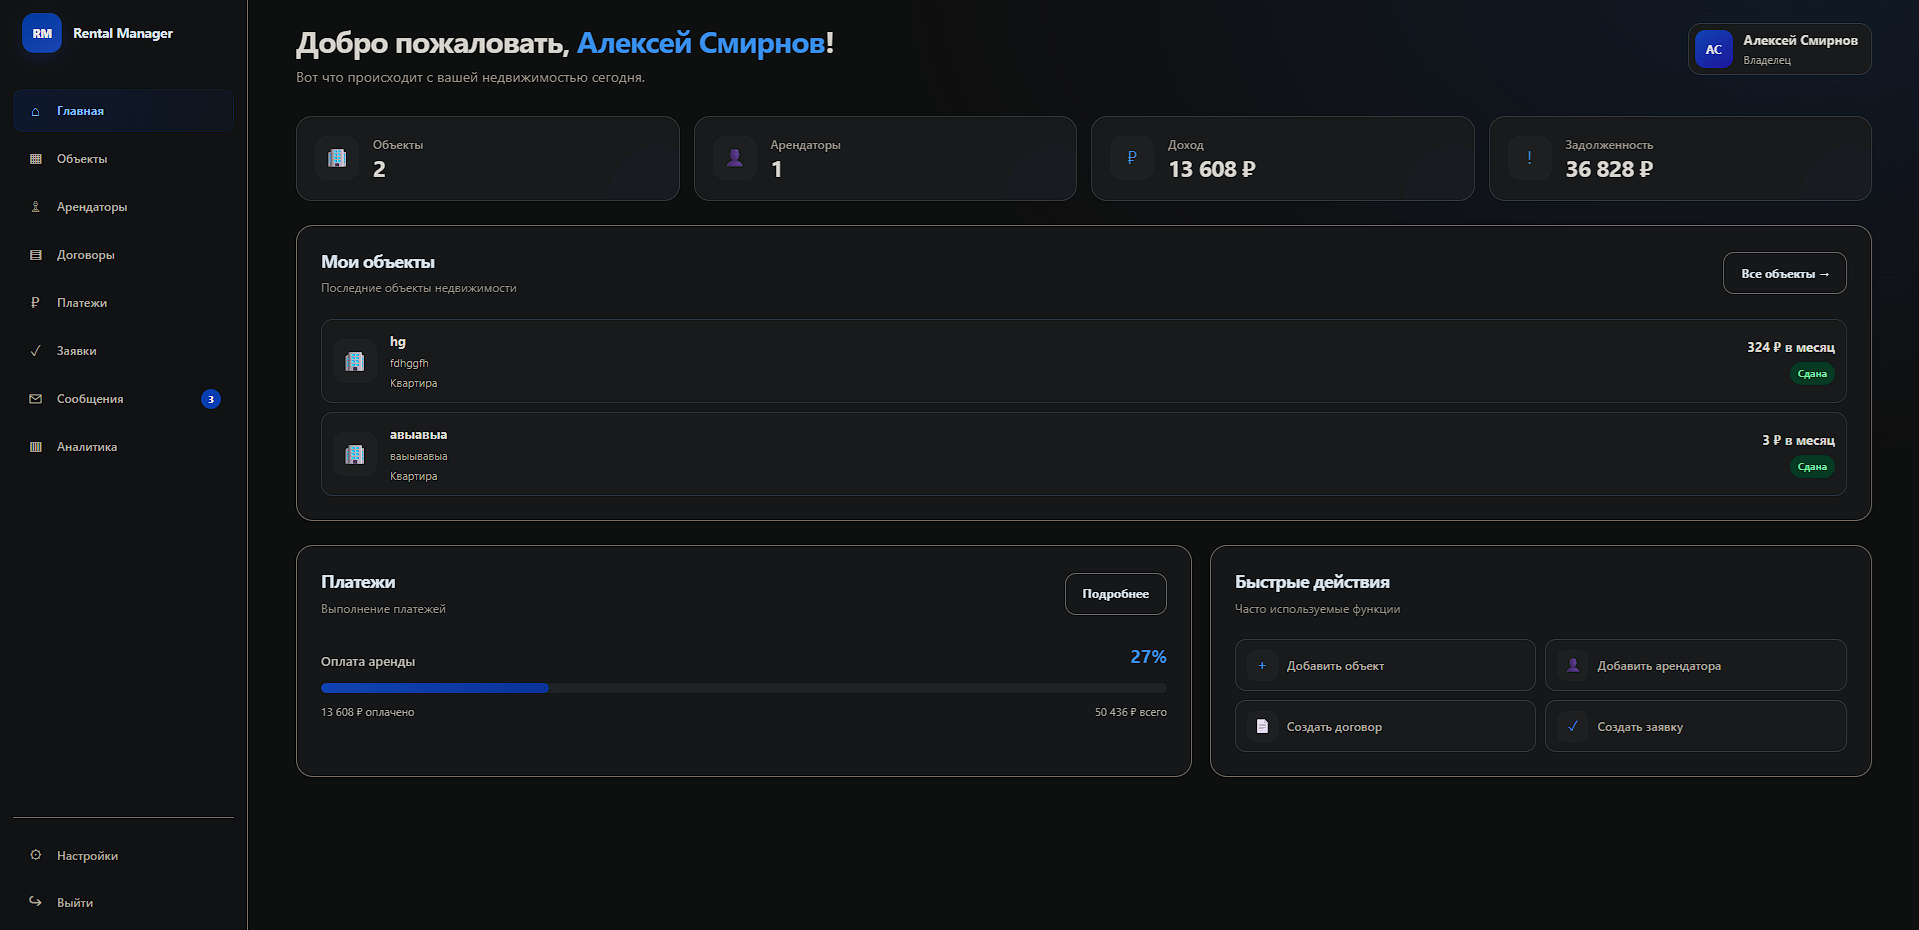 RM
Rental Manager
⌂ Главная
Объекты
Арендаторы
Договоры
₽ Платежи
✓ Заявки
Сообщения 3
Аналитика
Настройки
Выйти
Добро пожаловать, Алексей Смирнов!
Вот что происходит с вашей недвижимостью сегодня.
АС
Алексей Смирнов
Владелец
Объекты
2
Арендаторы
1
₽
Доход
13 608 ₽
!
Задолженность
36 828 ₽
Мои объекты
Последние объекты недвижимости
Все объекты →
hg
fdhggfh
Квартира
324 ₽ в месяц
Сдана
авыавыа
ваыывавыа
Квартира
3 ₽ в месяц
Сдана
Платежи
Выполнение платежей
Подробнее
Оплата аренды
27%
13 608 ₽ оплачено
50 436 ₽ всего
Быстрые действия
Часто используемые функции
+ Добавить объект
Добавить арендатора
Создать договор
✓ Создать заявку